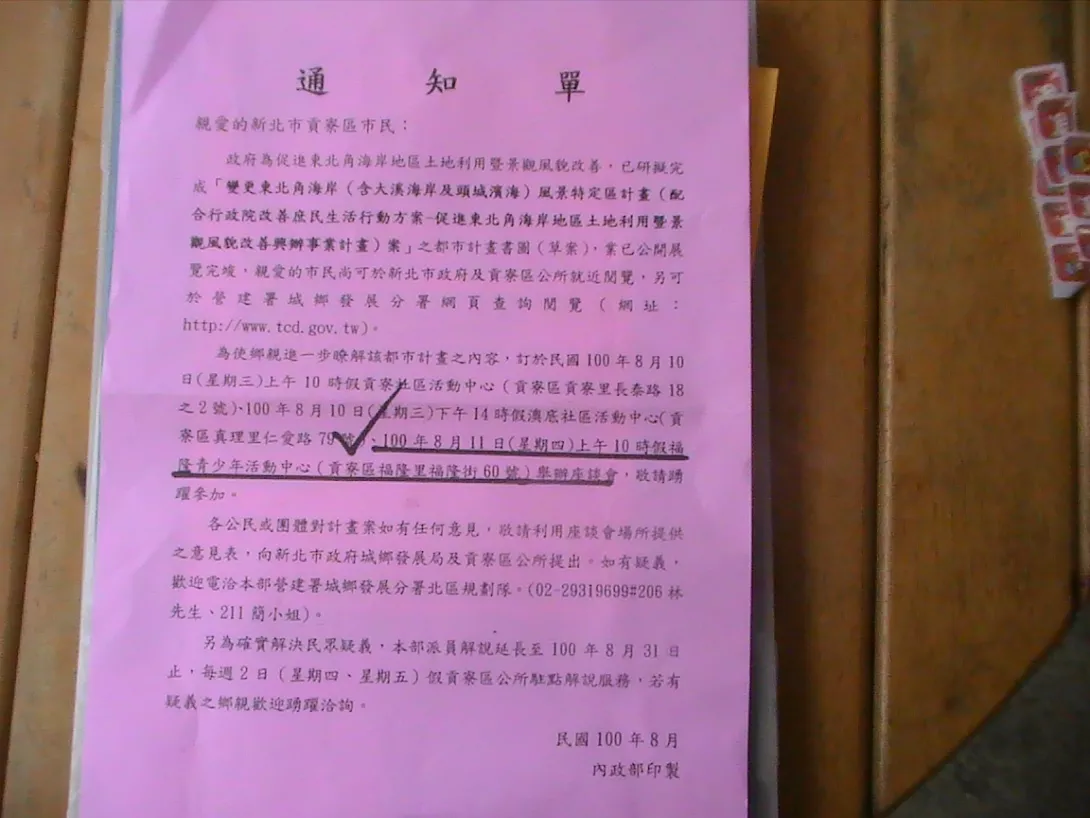 通知單
親愛的新北市貢寮區市民：
政府為促進東北角海岸地區土地利用暨景觀風貌改善，已研擬完
成「變更東北角海岸（含大溪海岸及頭城濱海）風景特定區計畫（配
合行政院改善庶民生活行動方案-促進東北角海岸地區土地利用暨景
觀風貌改善興辦事業計畫）案」之都市計畫書圖（草案），業已公開展
覽完竣，親愛的市民尚可於新北市政府及貢寮區公所就近閱覽，另可
於營建署城鄉發展分署網頁查詢閱覽（網址：
http://www.tcd.gov.tw)。
為使鄉親進一步瞭解該都市計畫之內容，訂於民國100年8月10
日(星期三)上午10時假貢寮社區活動中心（貢寮區貢寮里長泰路18
之2號)、100年8月10日(星期三)下午14時假澳底社區活動中心(貢
寮區真理里仁愛路79號)、100年8月11日(星期四)上午10時假福
隆青少年活動中心(貢寮區福隆里福隆街60號)舉辦座談會，敬請踴
躍參加。
各公民或團體對計畫案如有任何意見，敬請利用座談會場所提供
之意見表，向新北市政府城鄉發展局及貢寮區公所提出。如有疑義，
歡迎電洽本部營建署城鄉發展分署北區規劃隊。(02-29319699#206林
先生、211簡小姐)。
另為確實解決民眾疑義，本部派員解說延長至100年8月31日
止，每週2日（星期四、星期五）假貢寮區公所駐點解說服務，若有
疑義之鄉親歡迎踴躍洽詢。
民國100年8月
內政部印製